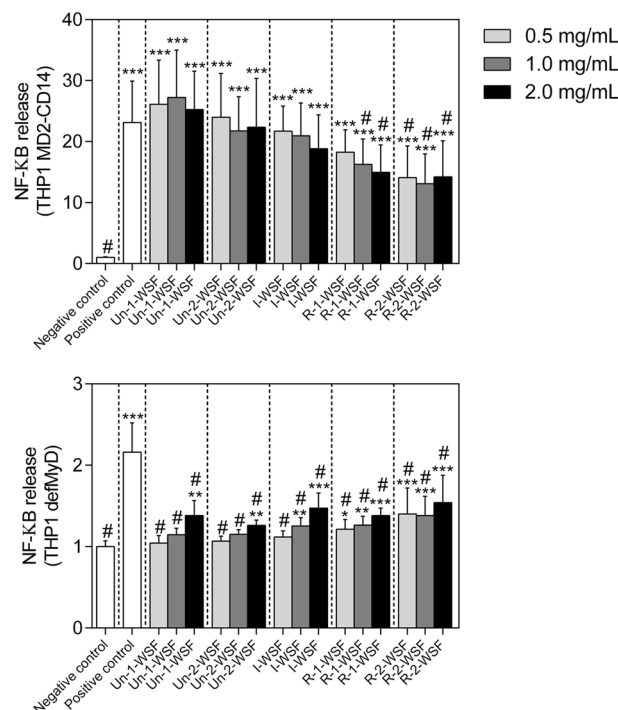 0.5 mg/mL
1.0 mg/mL
2.0 mg/mL
NF-KB release
(THP1 MD2-CD14)
40
30
20
10
0
#
***
***
***
***
***
***
***
***
***
***
***
#
***
#
***
#
***
#
***
#
***
Negative control
Positive control
Un-1-WSF
Un-1-WSF
Un-1-WSF
Un-2-WSF
Un-2-WSF
Un-2-WSF
I-WSF
I-WSF
I-WSF
R-1-WSF
R-1-WSF
R-1-WSF
R-2-WSF
R-2-WSF
R-2-WSF
NF-KB release
(THP1 defMyD)
3
2
1
0
#
***
#
#
#
**
#
#
#
**
#
#
**
#
***
#
*
#
**
#
***
#
***
#
***
#
***
Negative control
Positive control
Un-1-WSF
Un-1-WSF
Un-1-WSF
Un-2-WSF
Un-2-WSF
Un-2-WSF
I-WSF
I-WSF
I-WSF
R-1-WSF
R-1-WSF
R-1-WSF
R-2-WSF
R-2-WSF
R-2-WSF